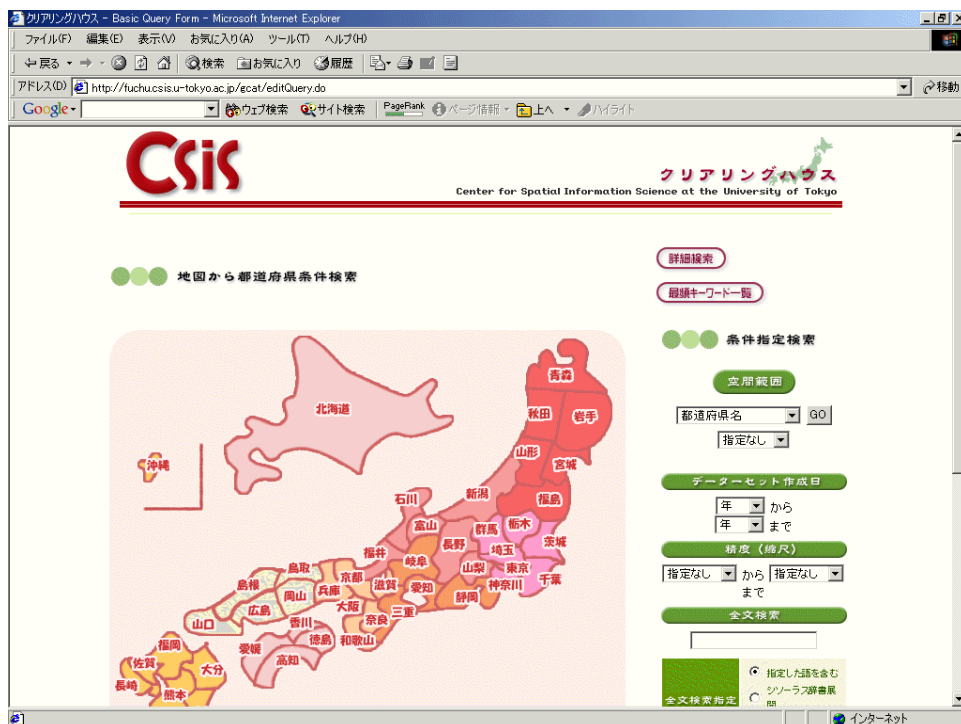 クリアリングハウス - Basic Query Form - Microsoft Internet Explorer
ファイル(F) 編集(E) 表示(V) お気に入り(A) ツール(T) ヘルプ(H)
戻る 検索 お気に入り 履歴
アドレス(D) http://fuchu.csis.u-tokyo.ac.jp/gcat/editQuery.do 移動
Google ウェブ検索 サイト検索 PageRank ページ情報 上へ ハイライト
Csis
クリアリングハウス
Center for Spatial Information Science at the University of Tokyo
地図から都道府県条件検索
北海道
青森
秋田 岩手
山形
宮城
沖縄
石川 新潟 福島
富山 群馬 栃木
福井 岐阜 長野 埼玉 茨城
鳥取 山梨 東京
島根 京都 滋賀 愛知 神奈川 千葉
岡山 兵庫 静岡
広島 大阪 三重
山口 香川 奈良
愛媛 徳島 和歌山
福岡 高知
佐賀 大分
長崎 熊本
詳細検索
最頻キーワード一覧
条件指定検索
空間範囲
都道府県名 GO
指定なし
データーセット作成日
年 から
年 まで
精度（縮尺）
指定なし から 指定なし
まで
全文検索
全文検索指定
指定した語を含む
シソーラス辞書展
開
インターネット